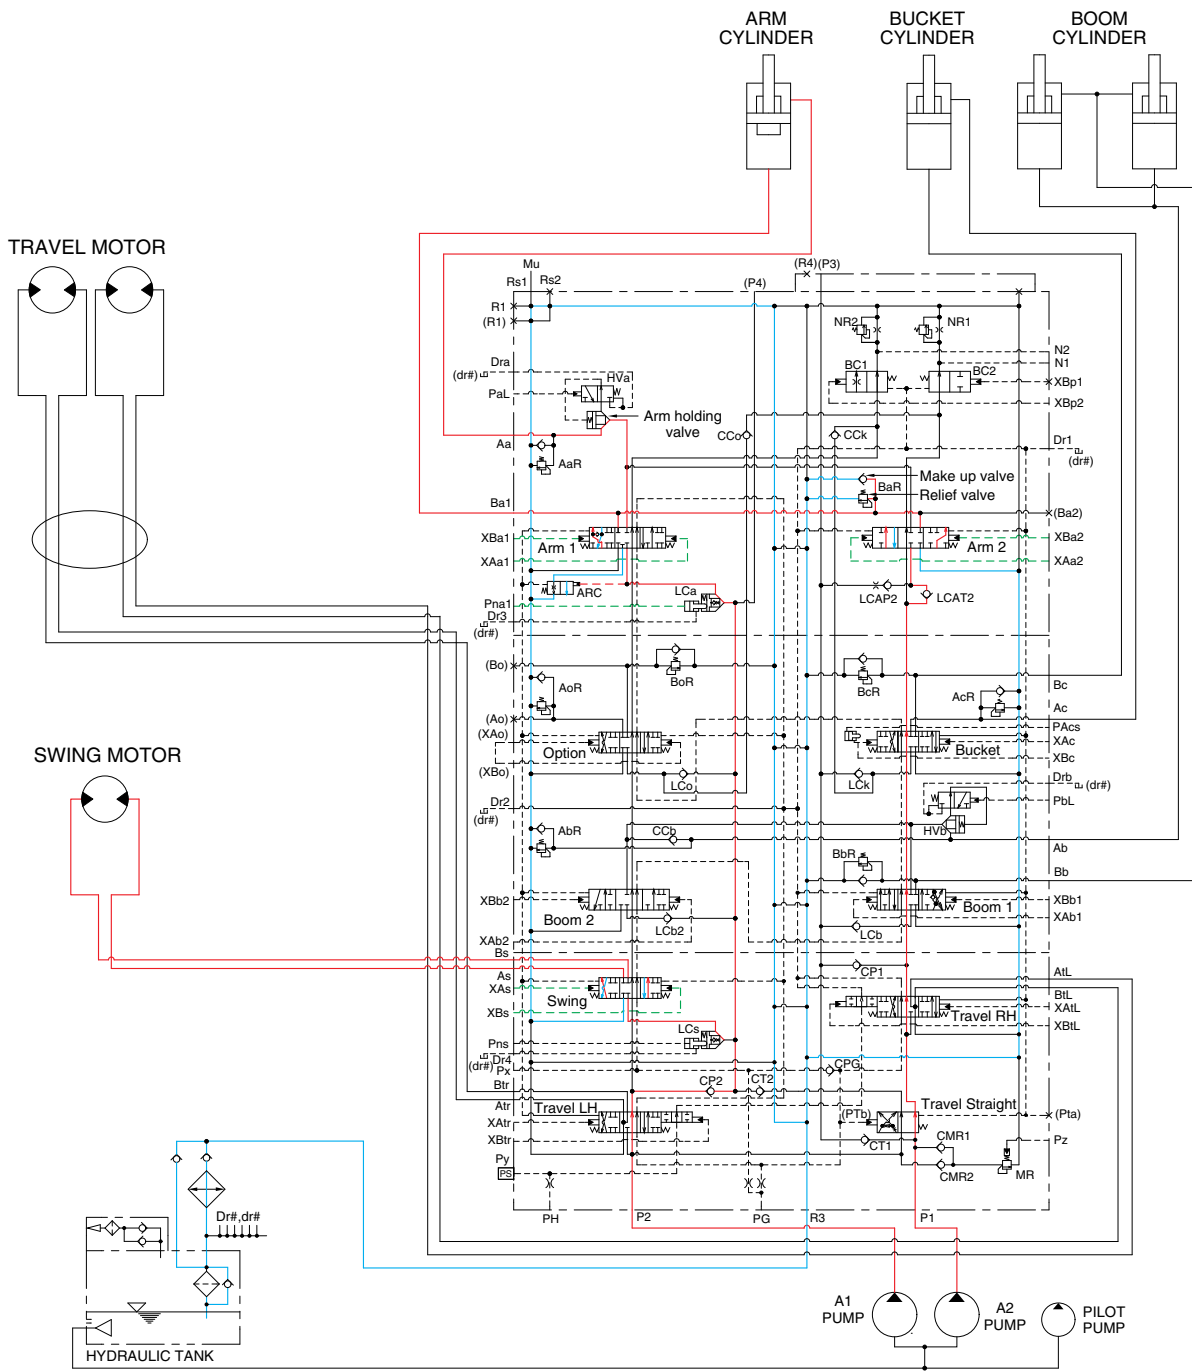 ARM
CYLINDER
BUCKET
CYLINDER
BOOM
CYLINDER
TRAVEL MOTOR
Mu
Rs1
Rs2
(P4)
(R4)
(P3)
R1
(R1)
NR2
NR1
N2
N1
BC1
BC2
XBp1
XBp2
Dra
(dr#)
HVa
PaL
Arm holding
valve
CCo
CCk
Aa
AaR
Dr1
(dr#)
Make up valve
BaR
Relief valve
Ba1
(Ba2)
XBa1
Arm 1
XAa1
Arm 2
XBa2
XAa2
ARC
LCa
LCAP2
LCAT2
Pna1
Dr3
(dr#)
(Bo)
BoR
BcR
Bc
AoR
AcR
Ac
(Ao)
PAcs
(XAo)
Option
Bucket
XAc
XBc
(XBo)
LCo
LCk
Drb
(dr#)
PbL
Dr2
(dr#)
HVb
AbR
CCb
Ab
BbR
Bb
XBb2
Boom 2
Boom 1
XBb1
XAb1
LCb2
LCb
XAb2
Bs
SWING MOTOR
CP1
AtL
As
XAs
Swing
BtL
XAtL
Travel RH
XBtL
XBs
LCs
Pns
(dr#)
Dr4
Px
CPG
Btr
CP2
CT2
Atr
Travel LH
Travel Straight
(PTb)
(Pta)
XAtr
XBtr
CT1
CMR1
CMR2
Pz
MR
Py
PS
PH
P2
PG
R3
P1
Dr#,dr#
HYDRAULIC TANK
A1
PUMP
A2
PUMP
PILOT
PUMP